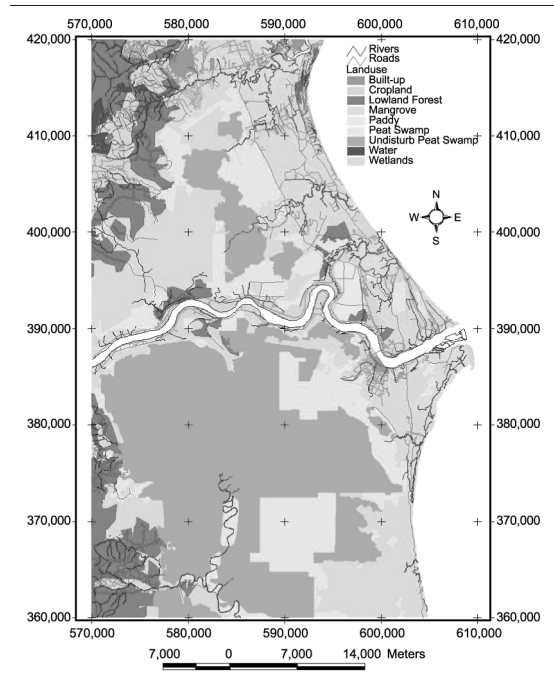 570,000 580,000 590,000 600,000 610,000
420,000 420,000
Rivers
Roads
Landuse
Built-up
Cropland
Lowland Forest
Mangrove
Paddy
Peat Swamp
Undisturb Peat Swamp
Water
Wetlands
410,000 410,000
N
W E
S
400,000 400,000
390,000 390,000
380,000 380,000
370,000 370,000
360,000 360,000
570,000 580,000 590,000 600,000 610,000
7,000 0 7,000 14,000 Meters